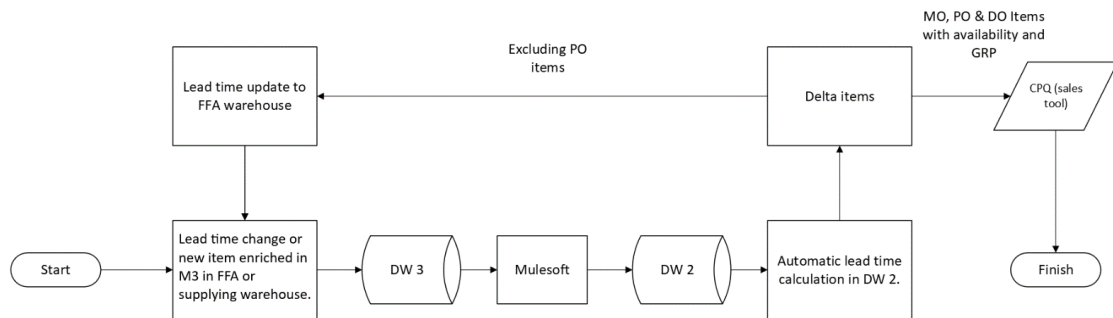 MO, PO & DO Items
with availability and
GRP
Excluding PO
items
Lead time update to
FFA warehouse
Delta items
CPQ (sales
tool)
Start
Lead time change or
new item enriched in
M3 in FFA or
supplying warehouse.
DW 3
Mulesoft
DW 2
Automatic lead time
calculation in DW 2.
Finish